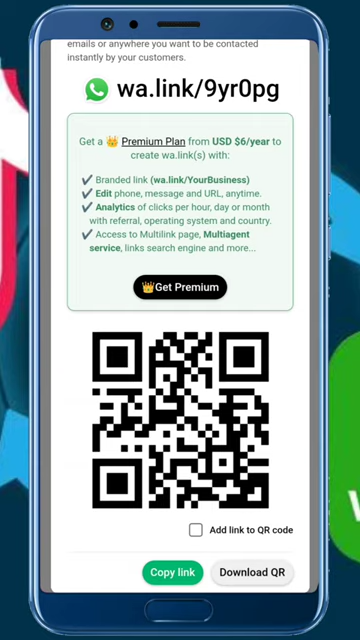 emails or anywhere you want to be contacted
instantly by your customers.
wa.link/9yr0pg
Get a 👑 Premium Plan from USD $6/year to
create wa.link(s) with:
✔ Branded link (wa.link/YourBusiness)
✔ Edit phone, message and URL, anytime.
✔ Analytics of clicks per hour, day or month
with referral, operating system and country.
✔ Access to Multilink page, Multiagent
service, links search engine and more...
👑Get Premium
Add link to QR code
Copy link
Download QR